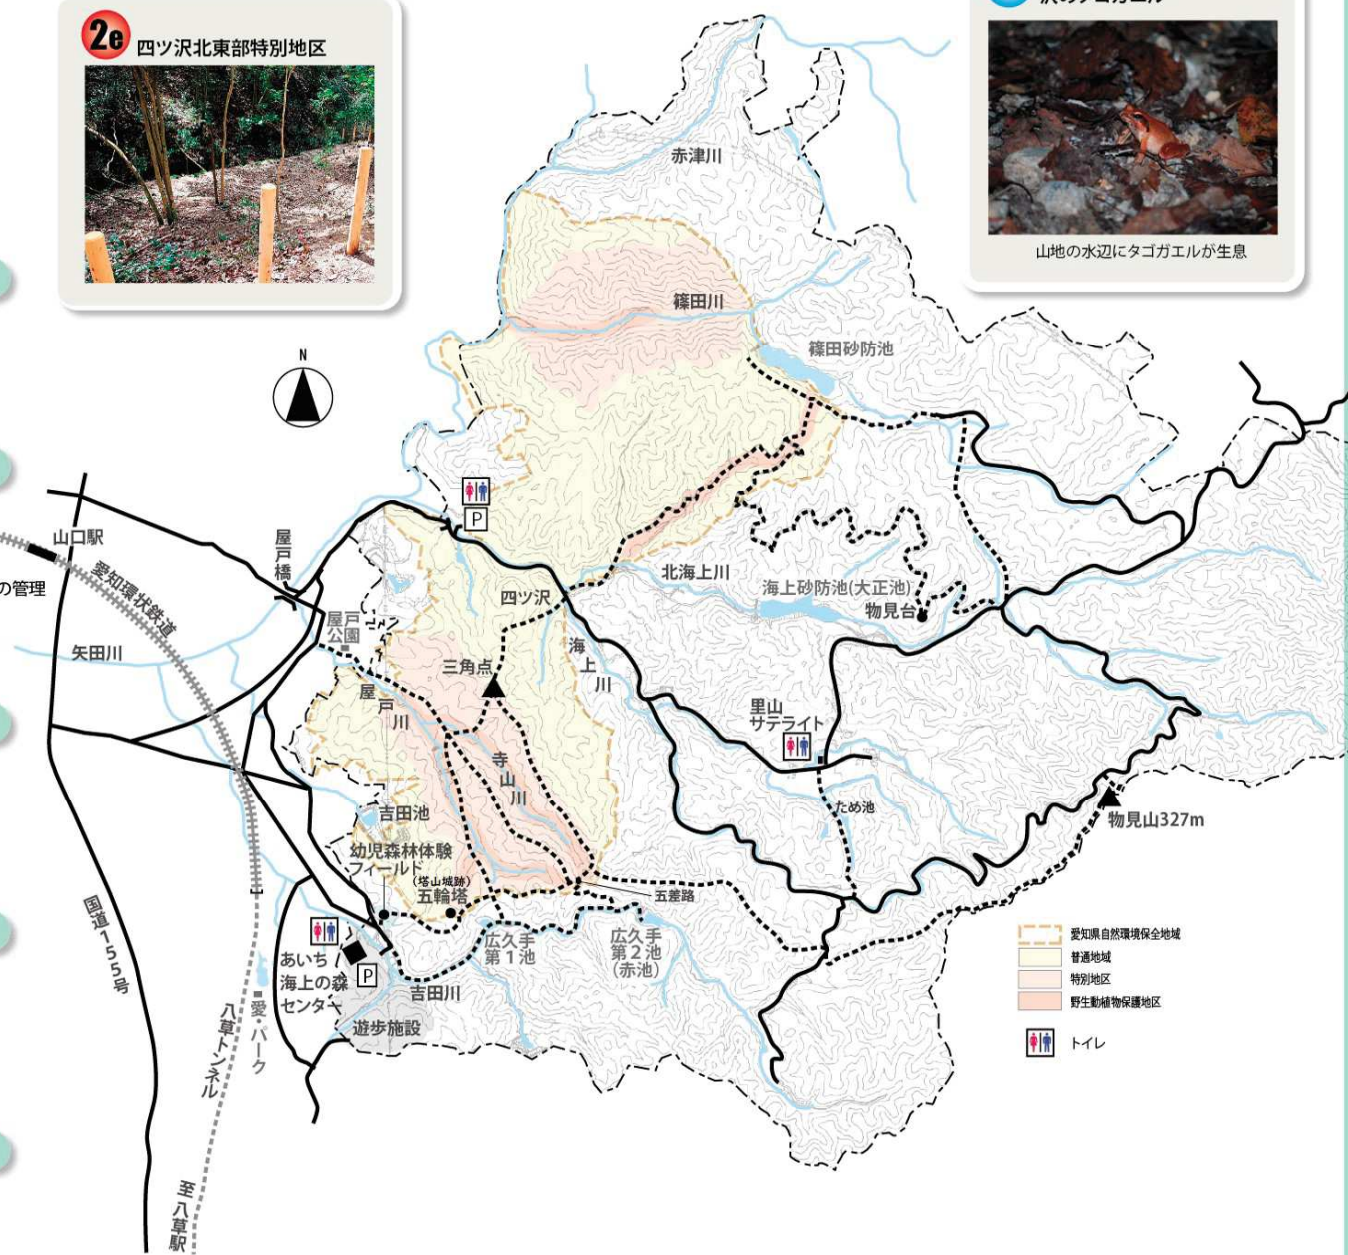 2e 四ツ沢北東部特別地区
山地の水辺にタゴガエルが生息
N
赤津川
篠田川
篠田砂防池
P
山口駅
愛知環状鉄道
の管理
屋戸橋
屋戸
公園
矢田川
四ツ沢
北海上川
海上砂防池(大正池)
物見台
三角点
海上川
屋戸川
寺山川
里山
サテライト
ため池
物見山327m
吉田池
幼児森林体験
フィールド
(塔山城跡)
五輪塔
五差路
広久手
第1池
広久手
第2池
(赤池)
国道155号
あいち
海上の森
センター
P
吉田川
遊歩施設
愛・パーク
八草トンネル
至 八草駅
愛知県自然環境保全地域
普通地域
特別地区
野生動植物保護地区
トイレ